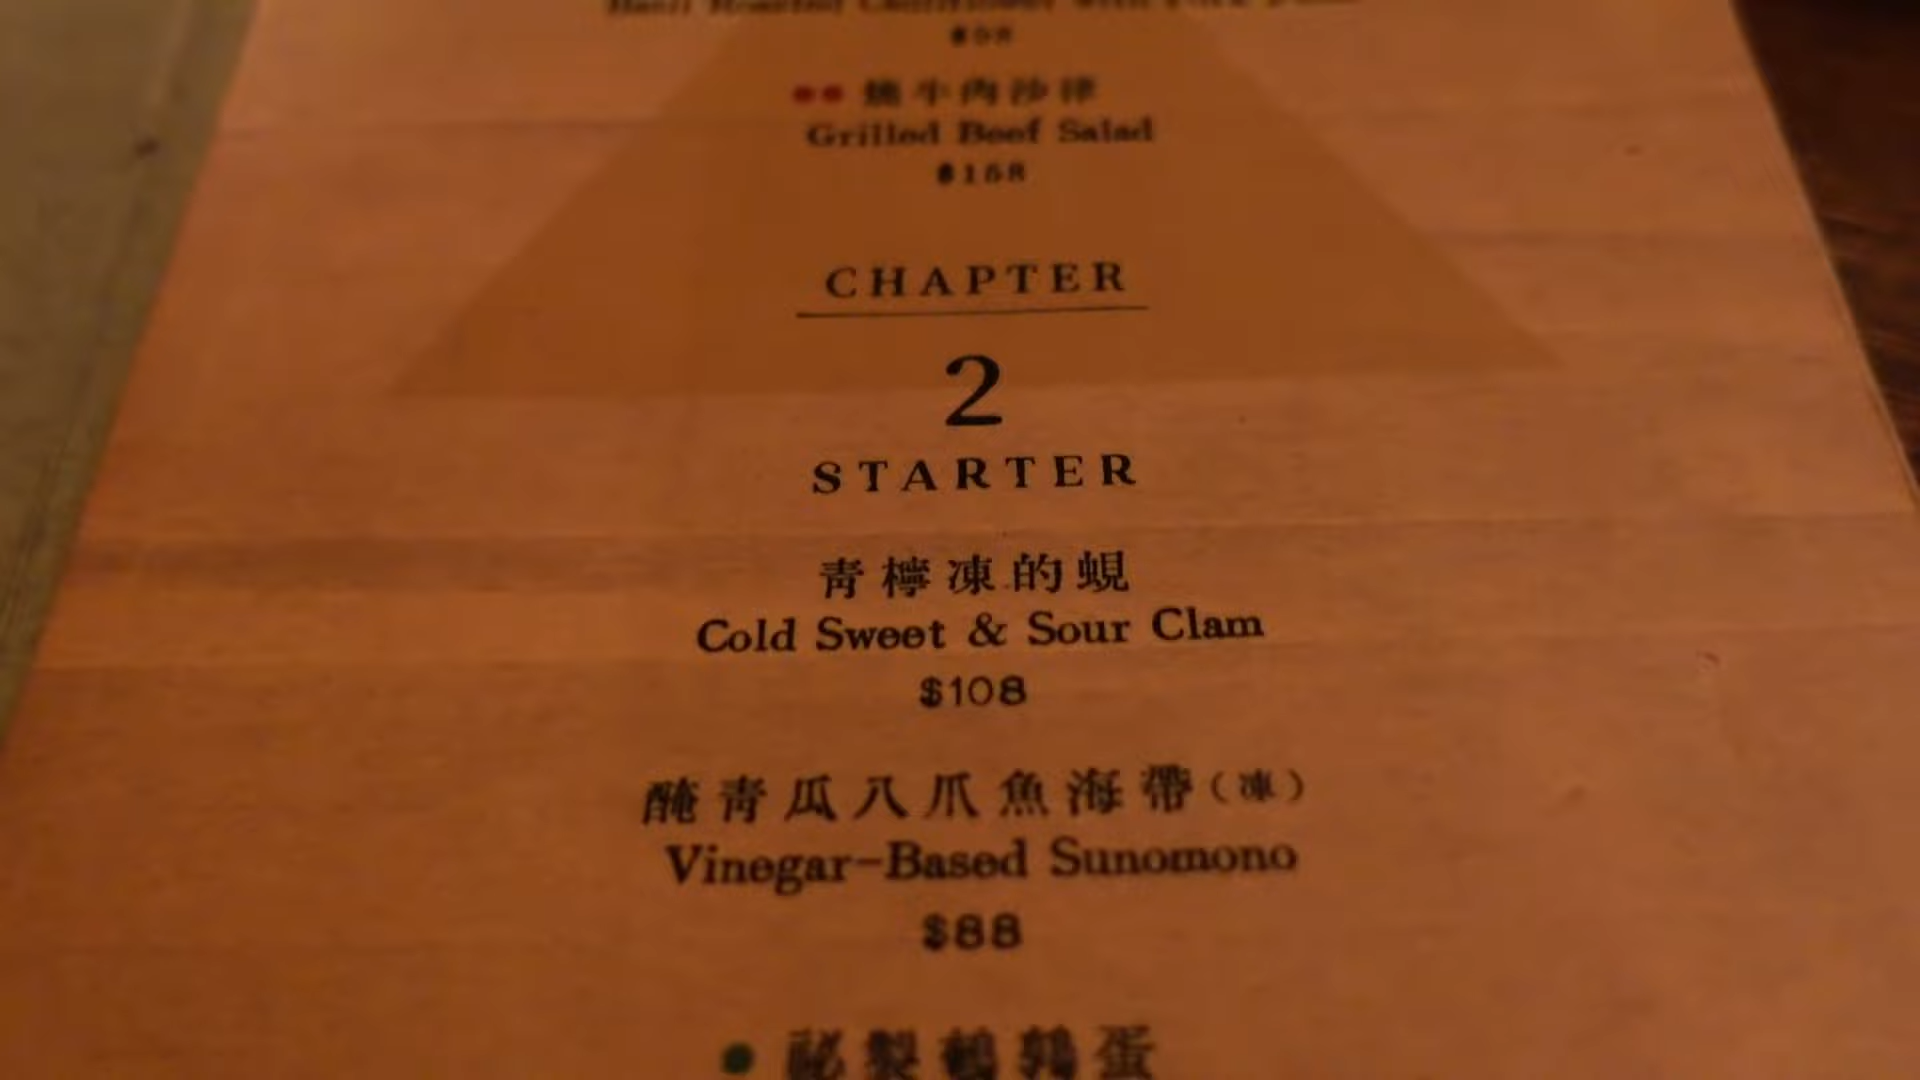 燒牛肉沙律
Grilled Beef Salad
$158
CHAPTER
2
STARTER
青檸凍的蜆
Cold Sweet & Sour Clam
$108
醃青瓜八爪魚海帶(凍)
Vinegar-Based Sunomono
$88
祕製鵪鶉蛋